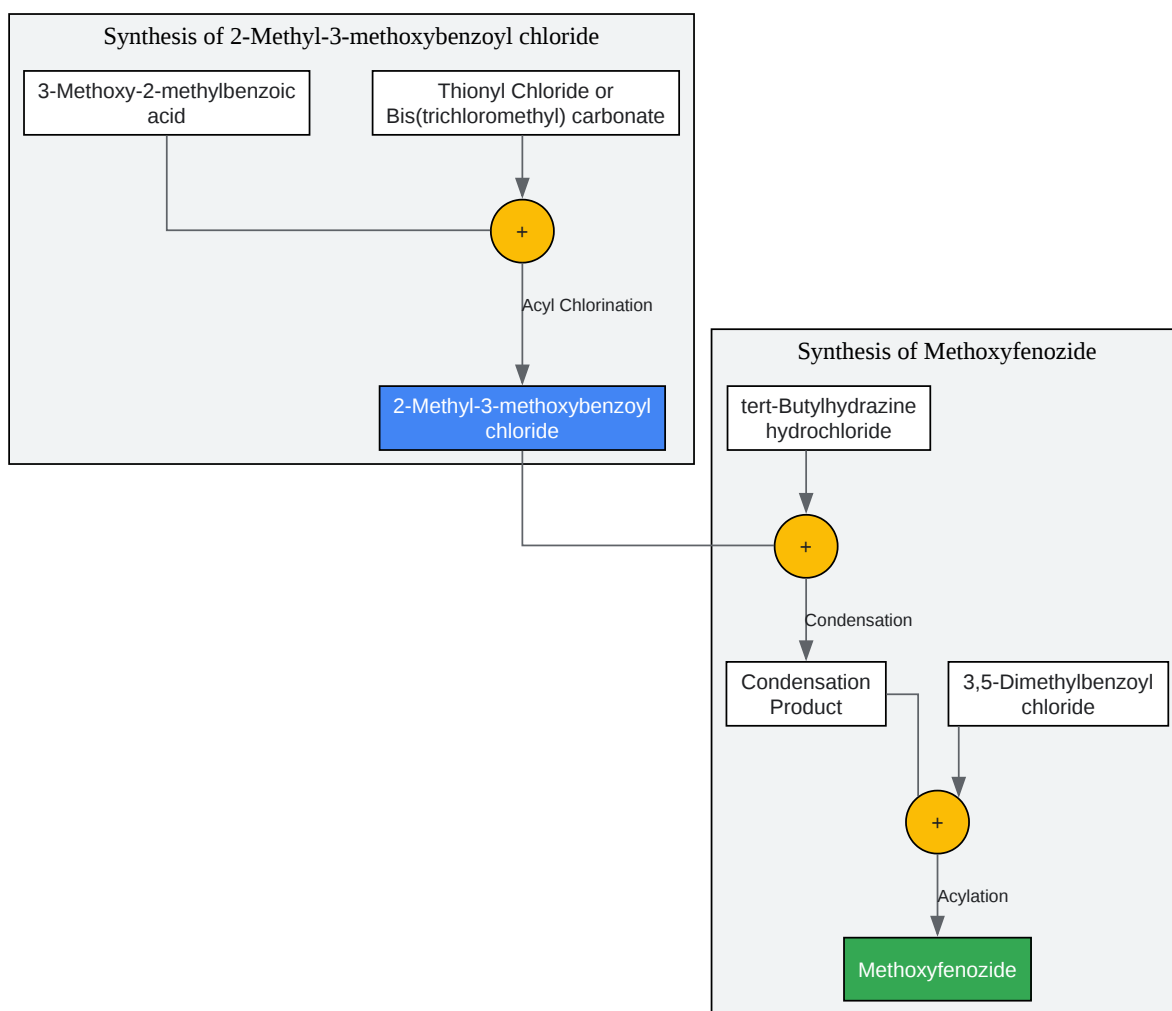 Synthesis of 2-Methyl-3-methoxybenzoyl chloride
3-Methoxy-2-methylbenzoic
acid
Thionyl Chloride or
Bis(trichloromethyl) carbonate
+
Acyl Chlorination
2-Methyl-3-methoxybenzoyl
chloride
Synthesis of Methoxyfenozide
tert-Butylhydrazine
hydrochloride
+
Condensation
Condensation
Product
3,5-Dimethylbenzoyl
chloride
+
Acylation
Methoxyfenozide